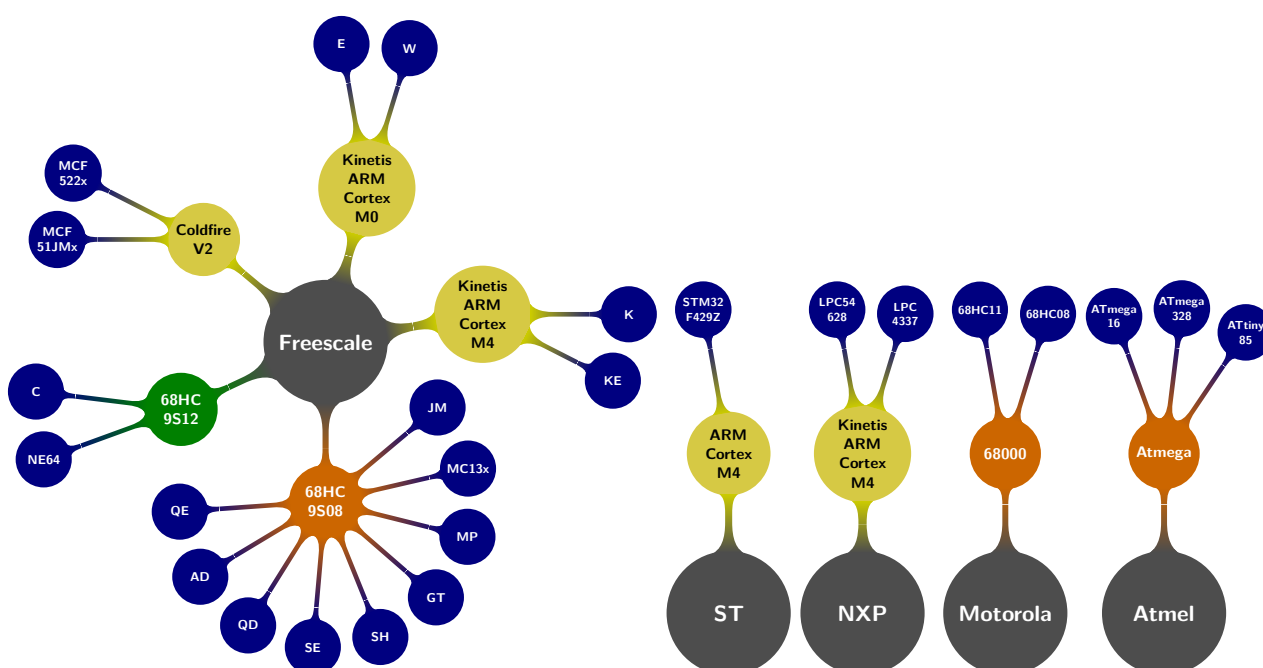 E
W
Kinetis
ARM
Cortex
M0
MCF
522x
MCF
51JMx
Coldfire
V2
Freescale
Kinetis
ARM
Cortex
M4
K
KE
C
NE64
68HC
9S12
68HC
9S08
JM
MC13x
MP
GT
SH
SE
QD
AD
QE
STM32
F429Z
ARM
Cortex
M4
ST
LPC54
628
LPC
4337
Kinetis
ARM
Cortex
M4
NXP
68HC11
68HC08
68000
Motorola
ATmega
16
ATmega
328
ATtiny
85
Atmega
Atmel